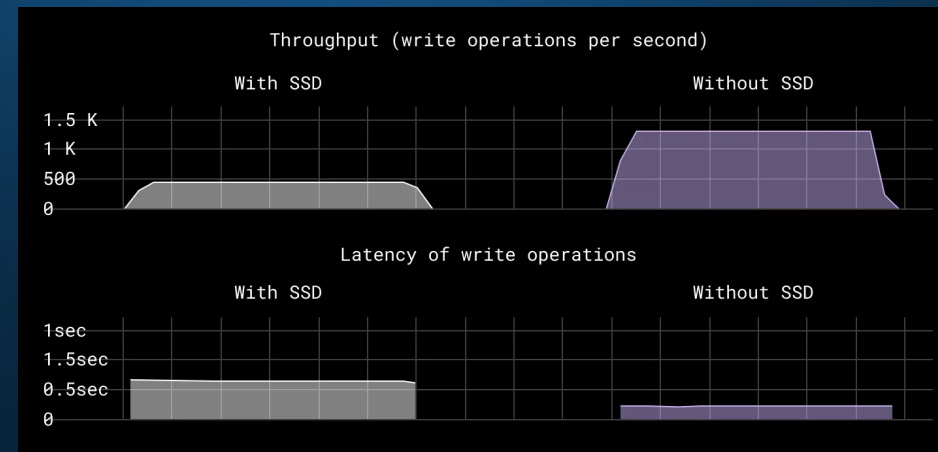 Throughput (write operations per second)
With SSD
Without SSD
1.5 K
1 K
500
0
Latency of write operations
With SSD
Without SSD
1sec
1.5sec
0.5sec
0